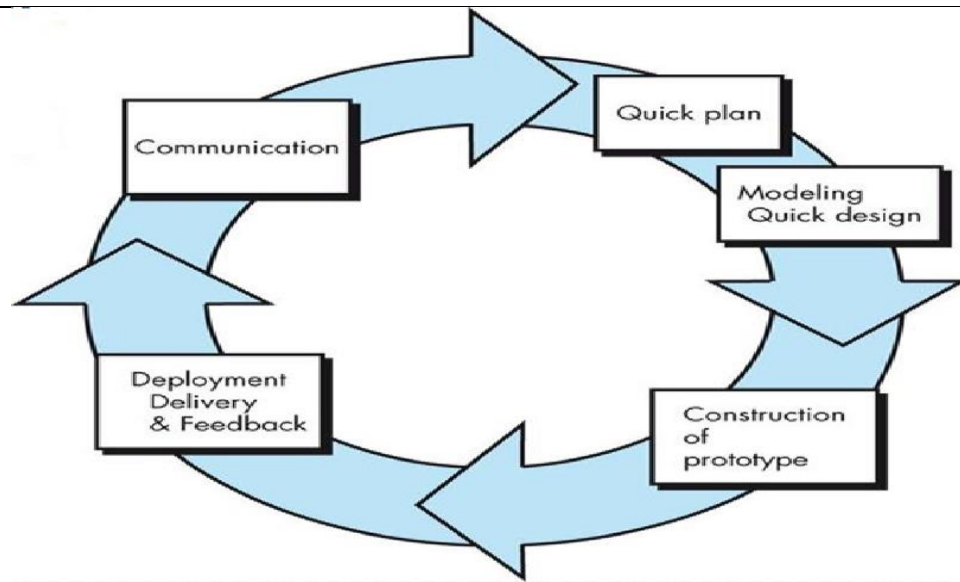 Communication
Quick plan
Modeling
Quick design
Construction
of
prototype
Deployment
Delivery
& Feedback